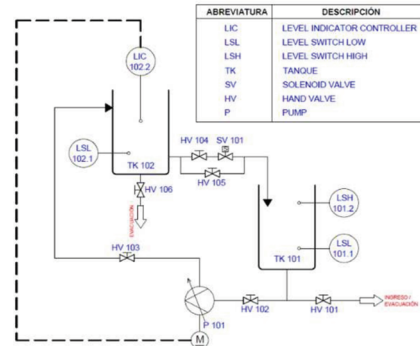 ABREVIATURA DESCRIPCIÓN
LIC LEVEL INDICATOR CONTROLLER
LSL LEVEL SWITCH LOW
LSH LEVEL SWITCH HIGH
TK TANQUE
SV SOLENOID VALVE
HV HAND VALVE
P PUMP
LIC
102.2
LSL
102.1
TK 102
HV 104
SV 101
HV 105
HV 106
EVACUACIÓN
LSH
101.2
LSL
101.1
TK 101
HV 103
HV 102
HV 101
INGRESO /
EVACUACIÓN
P 101
M